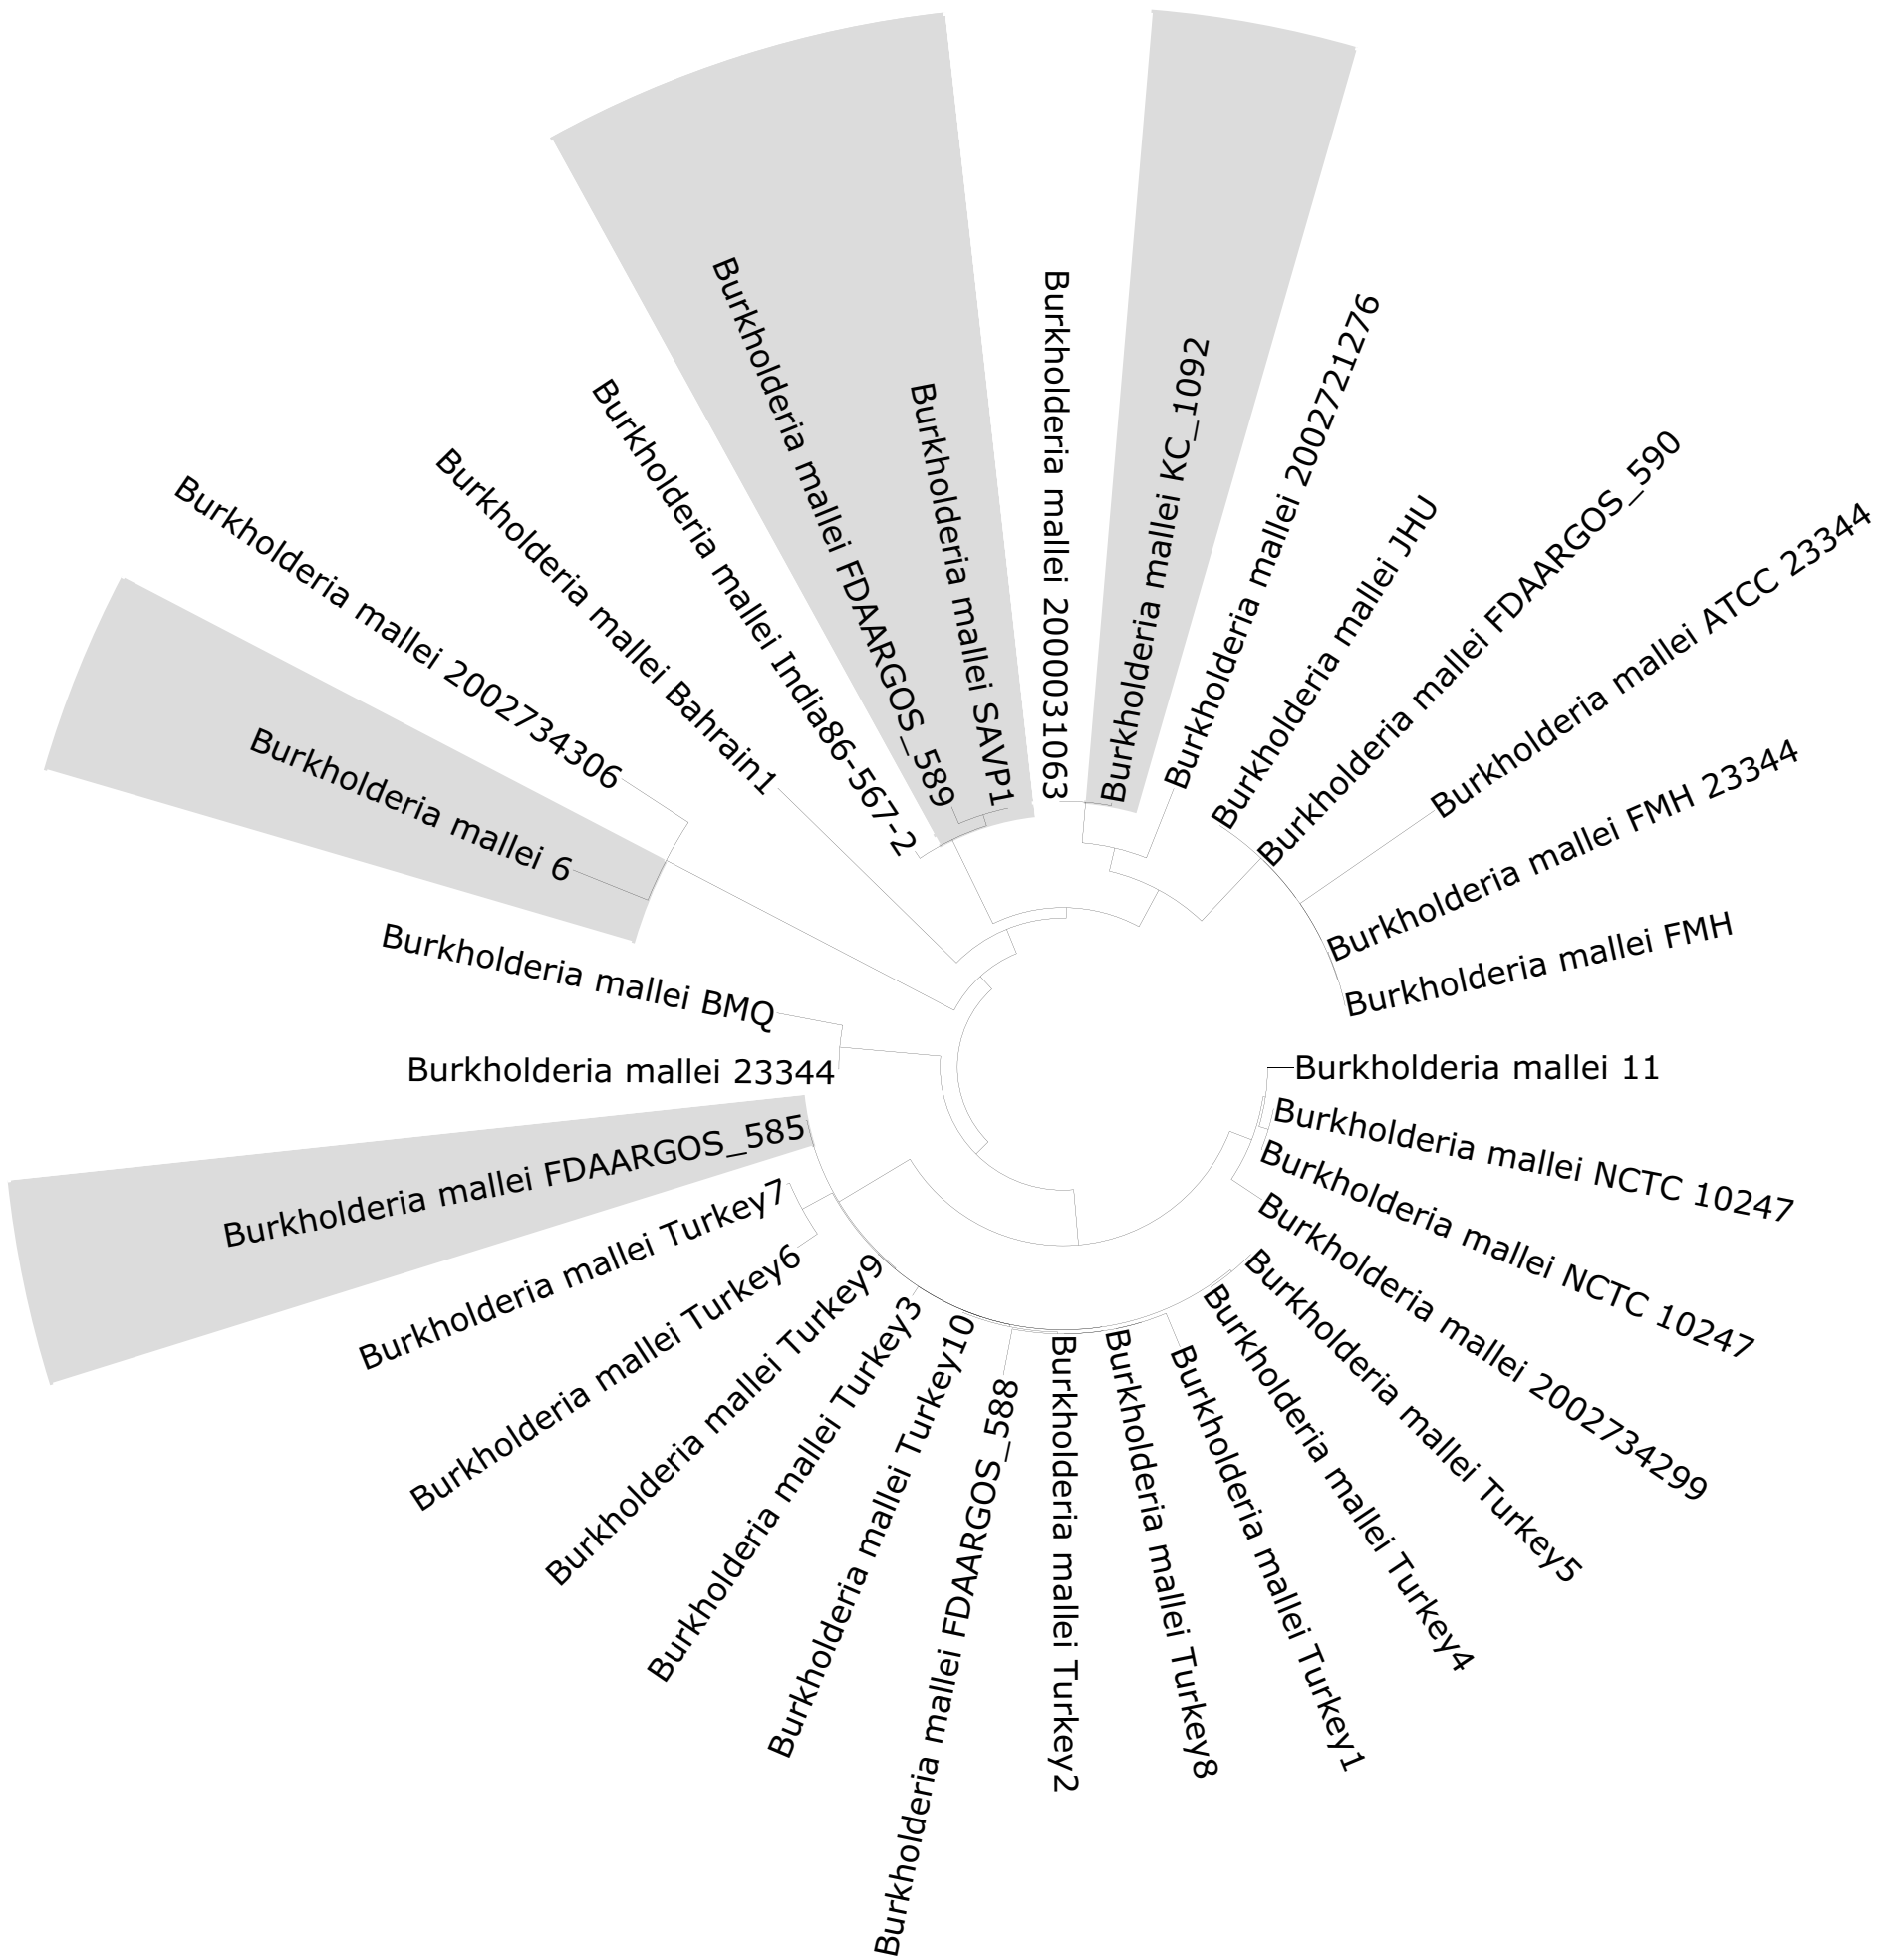 Burkholderia mallei 2000031063
Burkholderia mallei KC_1092
Burkholderia mallei 2002721276
Burkholderia mallei JHU
Burkholderia mallei FDAARGOS_590
Burkholderia mallei ATCC 23344
Burkholderia mallei FMH 23344
Burkholderia mallei FMH
Burkholderia mallei 11
Burkholderia mallei NCTC 10247
Burkholderia mallei NCTC 10247
Burkholderia mallei 2002734299
Burkholderia mallei Turkey5
Burkholderia mallei Turkey4
Burkholderia mallei Turkey1
Burkholderia mallei Turkey8
Burkholderia mallei Turkey2
Burkholderia mallei FDAARGOS_588
Burkholderia mallei Turkey10
Burkholderia mallei Turkey3
Burkholderia mallei Turkey9
Burkholderia mallei Turkey6
Burkholderia mallei Turkey7
Burkholderia mallei FDAARGOS_585
Burkholderia mallei 23344
Burkholderia mallei BMQ
Burkholderia mallei 6
Burkholderia mallei 2002734306
Burkholderia mallei Bahrain1
Burkholderia mallei India86-567-2
Burkholderia mallei FDAARGOS_589
Burkholderia mallei SAVP1